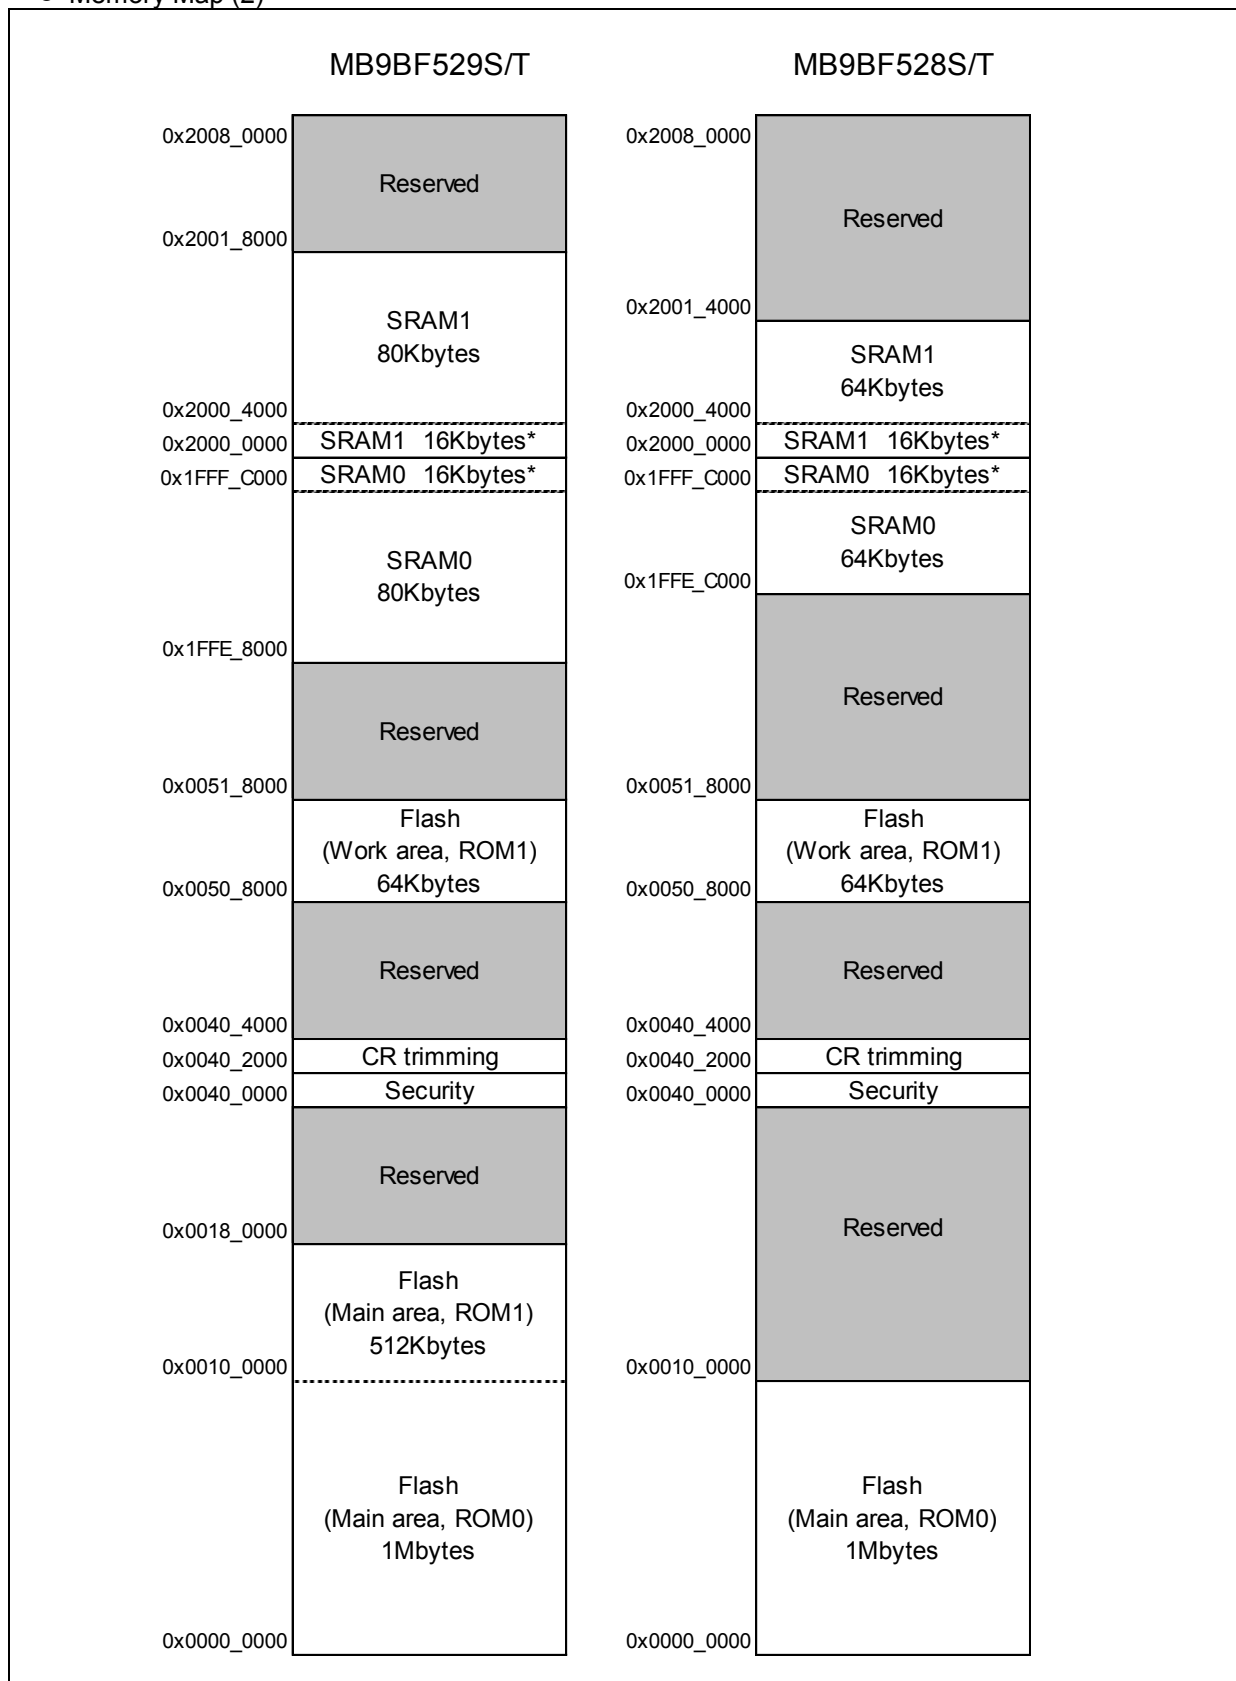 MB9BF529S/T
0x2008_0000
Reserved
0x2001_8000
SRAM1
80Kbytes
0x2000_4000
0x2000_0000 SRAM1 16Kbytes*
0x1FFF_C000 SRAM0 16Kbytes*
SRAM0
80Kbytes
0x1FFE_8000
Reserved
0x0051_8000
Flash
(Work area, ROM1)
64Kbytes
0x0050_8000
Reserved
0x0040_4000
0x0040_2000 CR trimming
0x0040_0000 Security
Reserved
0x0018_0000
Flash
(Main area, ROM1)
512Kbytes
0x0010_0000
Flash
(Main area, ROM0)
1Mbytes
0x0000_0000
MB9BF528S/T
0x2008_0000
Reserved
0x2001_4000
SRAM1
64Kbytes
0x2000_4000
0x2000_0000 SRAM1 16Kbytes*
0x1FFF_C000 SRAM0 16Kbytes*
SRAM0
64Kbytes
0x1FFE_C000
Reserved
0x0051_8000
Flash
(Work area, ROM1)
64Kbytes
0x0050_8000
Reserved
0x0040_4000
0x0040_2000 CR trimming
0x0040_0000 Security
Reserved
0x0010_0000
Flash
(Main area, ROM0)
1Mbytes
0x0000_0000